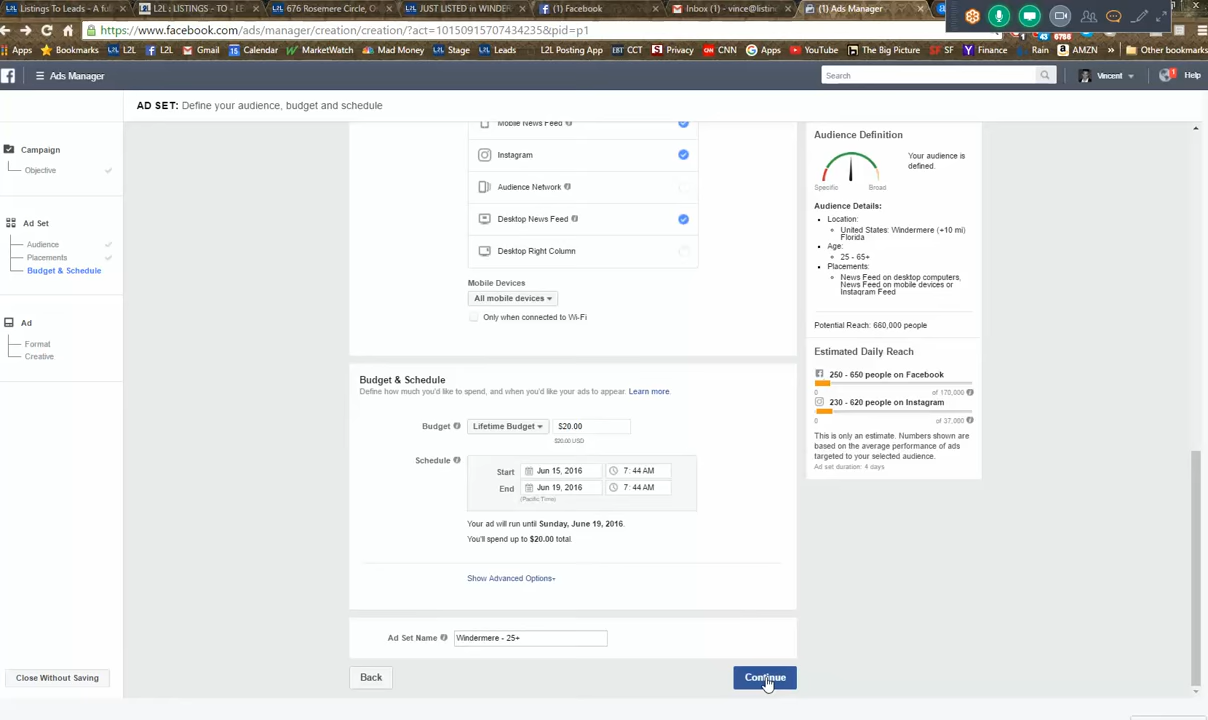 Listings To Leads - A ful
L2L : LISTINGS - TO - LE
676 Rosemere Circle, O
JUST LISTED in WINDER
Facebook
Inbox (1) - vince@listin
(1) Ads Manager
https://www.facebook.com/ads/manager/creation/creation/?act=10150915707434235&pid=p1
Apps Bookmarks L2L L2L Gmail Calendar MarketWatch Mad Money Stage Leads L2L Posting App CCT Privacy CNN Apps YouTube The Big Picture SF Finance Rain AMZN » Other bookmarks
Ads Manager
Search
Vincent
1
Help
AD SET: Define your audience, budget and schedule
Campaign
Objective
Ad Set
Audience
Placements
Budget & Schedule
Ad
Format
Creative
Close Without Saving
Mobile News Feed
Instagram
Audience Network
Desktop News Feed
Desktop Right Column
Mobile Devices
All mobile devices
Only when connected to Wi-Fi
Budget & Schedule
Define how much you'd like to spend, and when you'd like your ads to appear. Learn more.
Budget Lifetime Budget $20.00
$20.00 USD
Schedule
Start Jun 15, 2016 7:44 AM
End Jun 19, 2016 7:44 AM
(Pacific Time)
Your ad will run until Sunday, June 19, 2016.
You'll spend up to $20.00 total.
Show Advanced Options
Ad Set Name Windermere - 25+
Back
Continue
Audience Definition
Your audience is
defined.
Specific Broad
Audience Details:
Location:
United States: Windermere (+10 mi)
Florida
Age:
25 - 65+
Placements:
News Feed on desktop computers,
News Feed on mobile devices or
Instagram Feed
Potential Reach: 660,000 people
Estimated Daily Reach
250 - 650 people on Facebook
0 of 170,000
230 - 620 people on Instagram
0 of 37,000
This is only an estimate. Numbers shown are
based on the average performance of ads
targeted to your selected audience.
Ad set duration: 4 days